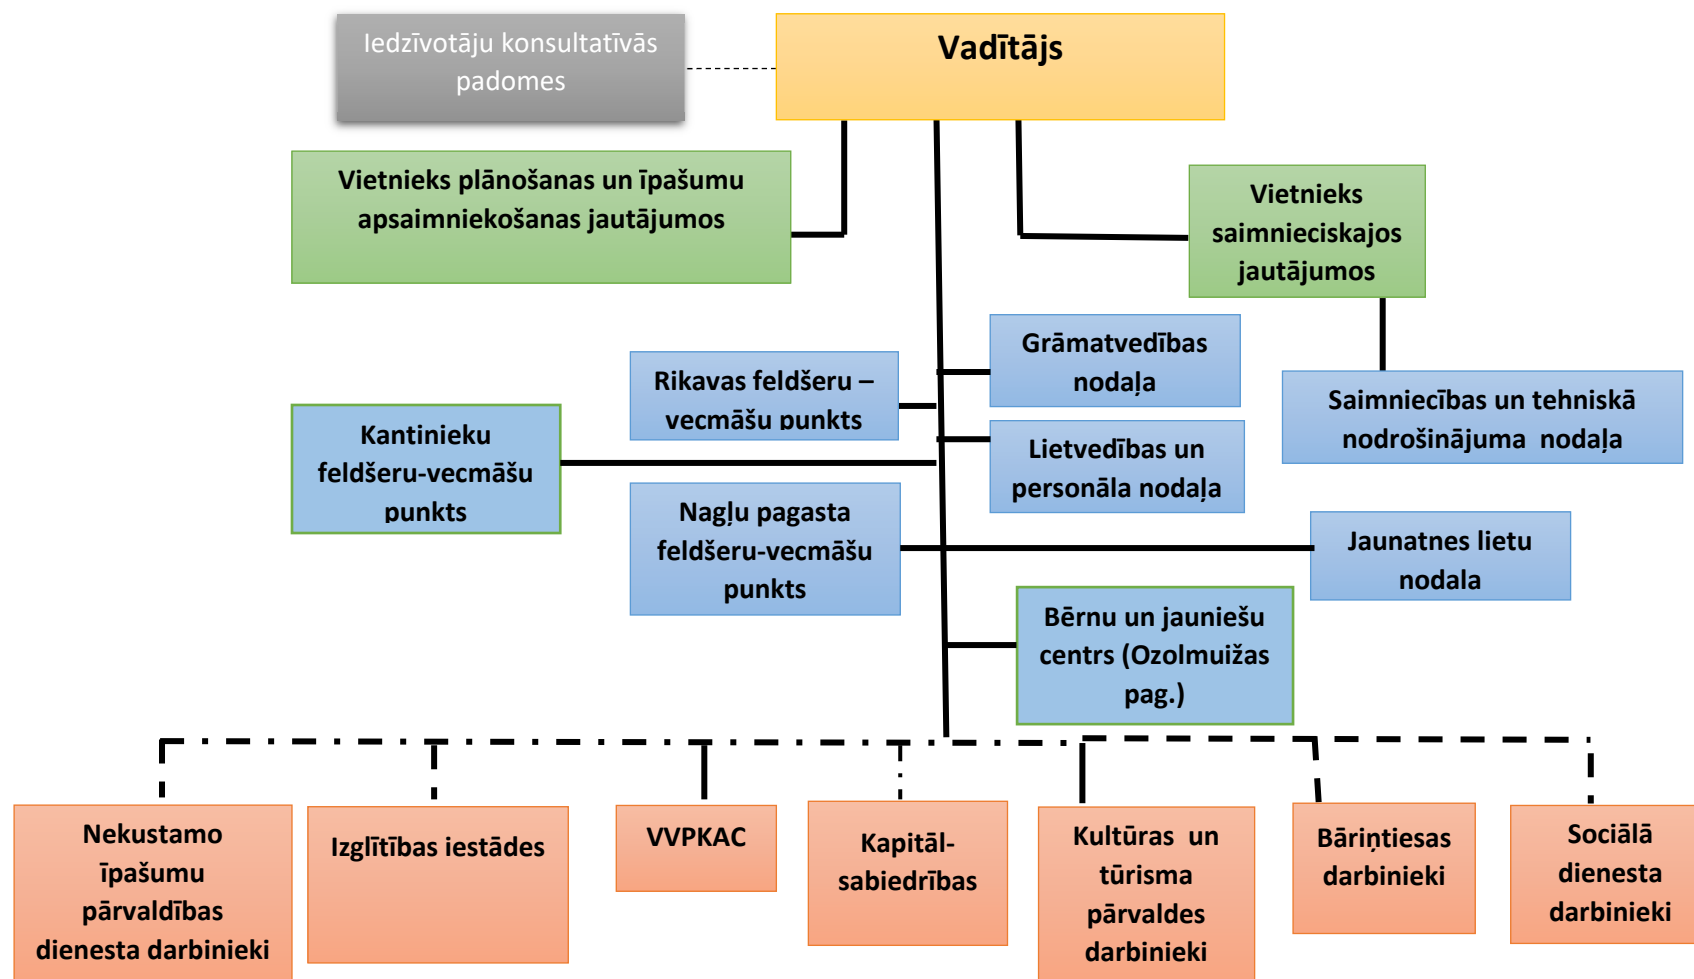 Iedzīvotāju konsultatīvās
padomes
Vadītājs
Vietnieks plānošanas un īpašumu
apsaimniekošanas jautājumos
Vietnieks
saimnieciskajos
jautājumos
Grāmatvedības
nodaļa
Rikavas feldšeru –
vecmāšu punkts
Saimniecības un tehniskā
nodrošinājuma nodaļa
Kantinieku
feldšeru-vecmāšu
punkts
Lietvedības un
personāla nodaļa
Nagļu pagasta
feldšeru-vecmāšu
punkts
Jaunatnes lietu
nodala
Bērnu un jauniešu
centrs (Ozolmuižas
pag.)
Nekustamo
īpašumu
pārvaldības
dienesta darbinieki
Izglītības iestādes
VVPKAC
Kapitāl-
sabiedrības
Kultūras un
tūrisma
pārvaldes
darbinieki
Bāriņtiesas
darbinieki
Sociālā
dienesta
darbinieki